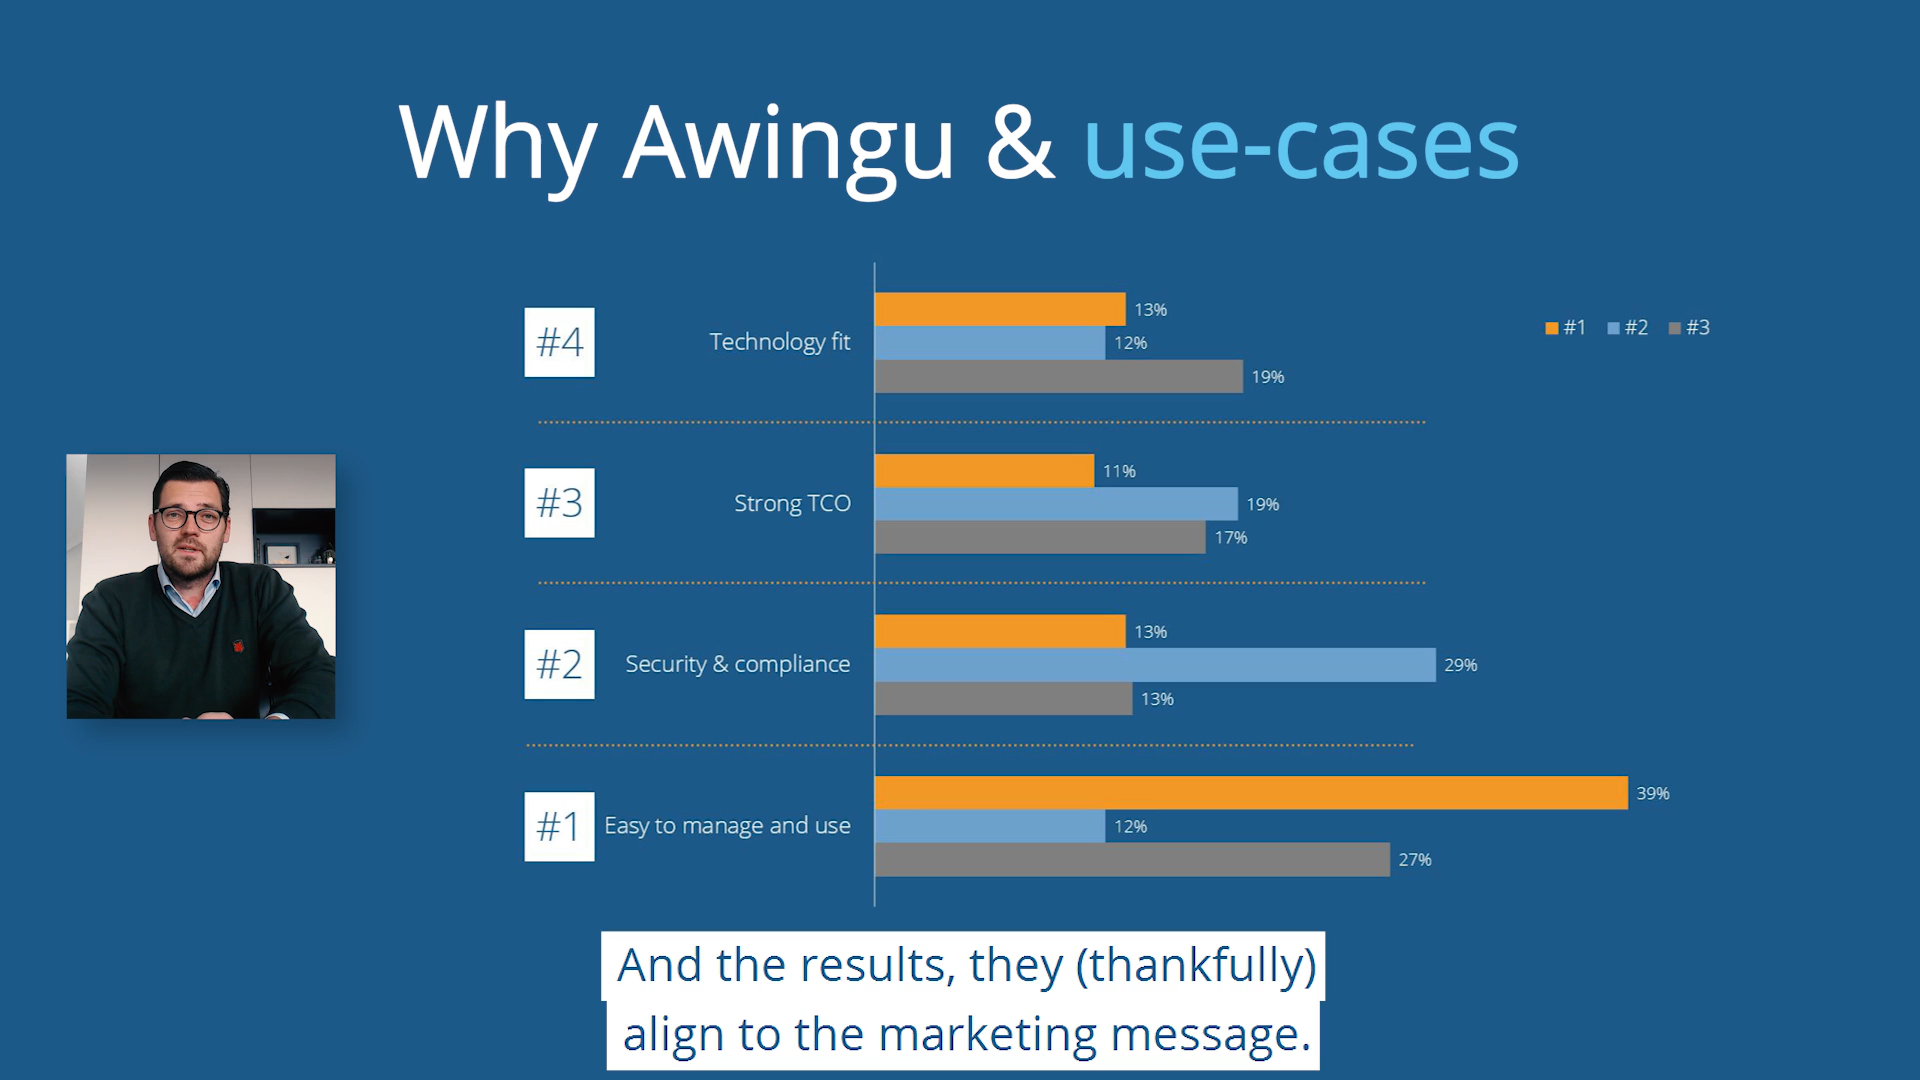 Why Awingu & use-cases
#1 #2 #3
#4 Technology fit
13%
12%
19%
#3 Strong TCO
11%
19%
17%
#2 Security & compliance
13%
29%
13%
#1 Easy to manage and use
39%
12%
27%
And the results, they (thankfully)
align to the marketing message.